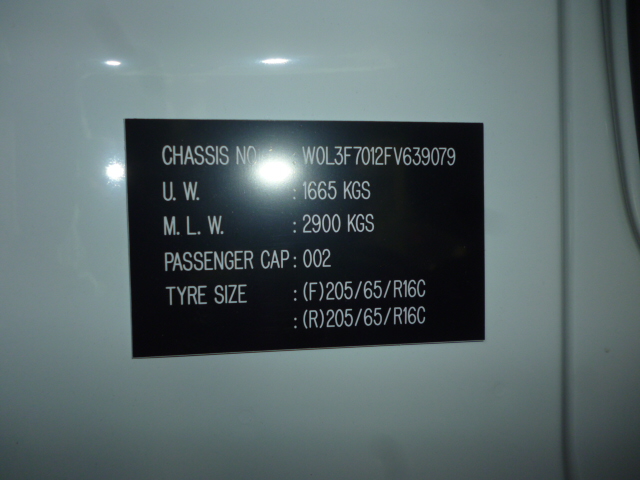 CHASSIS NO. : W0L3F7012FV639079
U. W. : 1665 KGS
M. L. W. : 2900 KGS
PASSENGER CAP : 002
TYRE SIZE : (F)205/65/R16C
: (R)205/65/R16C